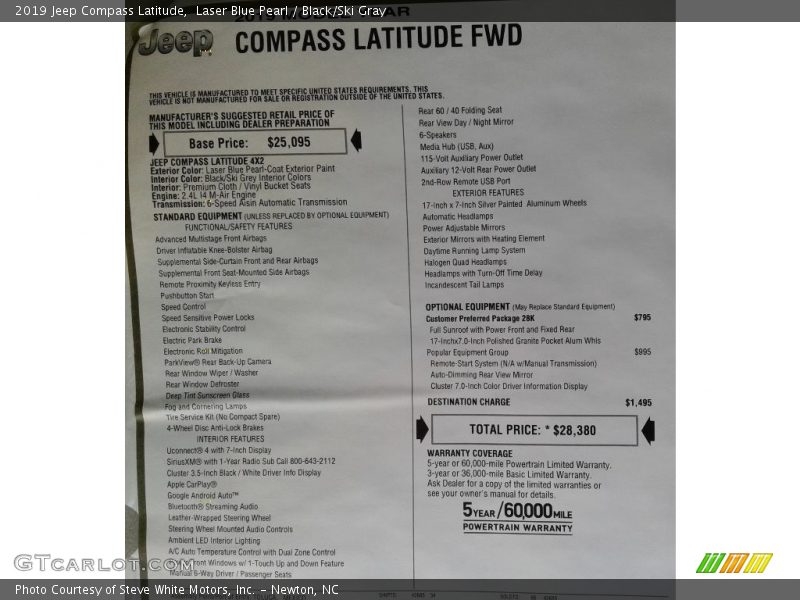 2019 Jeep Compass Latitude, Laser Blue Pearl / Black/Ski Gray
2019 MODEL YEAR
Jeep
COMPASS LATITUDE FWD
THIS VEHICLE IS MANUFACTURED TO MEET SPECIFIC UNITED STATES REQUIREMENTS. THIS
VEHICLE IS NOT MANUFACTURED FOR SALE OR REGISTRATION OUTSIDE OF THE UNITED STATES.
MANUFACTURER'S SUGGESTED RETAIL PRICE OF
THIS MODEL INCLUDING DEALER PREPARATION
Base Price: $25,095
JEEP COMPASS LATITUDE 4X2
Exterior Color: Laser Blue Pearl-Coat Exterior Paint
Interior Color: Black/Ski Grey Interior Colors
Interior: Premium Cloth / Vinyl Bucket Seats
Engine: 2.4L I4 M-Air Engine
Transmission: 6-Speed Aisin Automatic Transmission
STANDARD EQUIPMENT (UNLESS REPLACED BY OPTIONAL EQUIPMENT)
FUNCTIONAL/SAFETY FEATURES
Advanced Multistage Front Airbags
Driver Inflatable Knee-Bolster Airbag
Supplemental Side-Curtain Front and Rear Airbags
Supplemental Front Seat-Mounted Side Airbags
Remote Proximity Keyless Entry
Pushbutton Start
Speed Control
Speed Sensitive Power Locks
Electronic Stability Control
Electric Park Brake
Electronic Roll Mitigation
ParkView® Rear Back-Up Camera
Rear Window Wiper / Washer
Rear Window Defroster
Deep Tint Sunscreen Glass
Fog and Cornering Lamps
Tire Service Kit (No Compact Spare)
4-Wheel Disc Anti-Lock Brakes
INTERIOR FEATURES
Uconnect® 4 with 7-Inch Display
SiriusXM® with 1-Year Radio Sub Call 800-643-2112
Cluster 3.5-Inch Black / White Driver Info Display
Apple CarPlay®
Google Android Auto™
Bluetooth® Streaming Audio
Leather-Wrapped Steering Wheel
Steering Wheel Mounted Audio Controls
Ambient LED Interior Lighting
A/C Auto Temperature Control with Dual Zone Control
Front Windows w/ 1-Touch Up and Down Feature
Manual 6-Way Driver / Passenger Seats
Rear 60 / 40 Folding Seat
Rear View Day / Night Mirror
6-Speakers
Media Hub (USB, Aux)
115-Volt Auxiliary Power Outlet
Auxiliary 12-Volt Rear Power Outlet
2nd-Row Remote USB Port
EXTERIOR FEATURES
17-Inch x 7-Inch Silver Painted Aluminum Wheels
Automatic Headlamps
Power Adjustable Mirrors
Exterior Mirrors with Heating Element
Daytime Running Lamp System
Halogen Quad Headlamps
Headlamps with Turn-Off Time Delay
Incandescent Tail Lamps
OPTIONAL EQUIPMENT (May Replace Standard Equipment)
Customer Preferred Package 28K $795
Full Sunroof with Power Front and Fixed Rear
17-Inchx7.0-Inch Polished Granite Pocket Alum Whls
Popular Equipment Group $995
Remote-Start System (N/A w/Manual Transmission)
Auto-Dimming Rear View Mirror
Cluster 7.0-Inch Color Driver Information Display
DESTINATION CHARGE $1,495
TOTAL PRICE: * $28,380
WARRANTY COVERAGE
5-year or 60,000-mile Powertrain Limited Warranty.
3-year or 36,000-mile Basic Limited Warranty.
Ask Dealer for a copy of the limited warranties or
see your owner's manual for details.
5YEAR/60,000MILE
POWERTRAIN WARRANTY
GTcarlot.com
Photo Courtesy of Steve White Motors, Inc. – Newton, NC